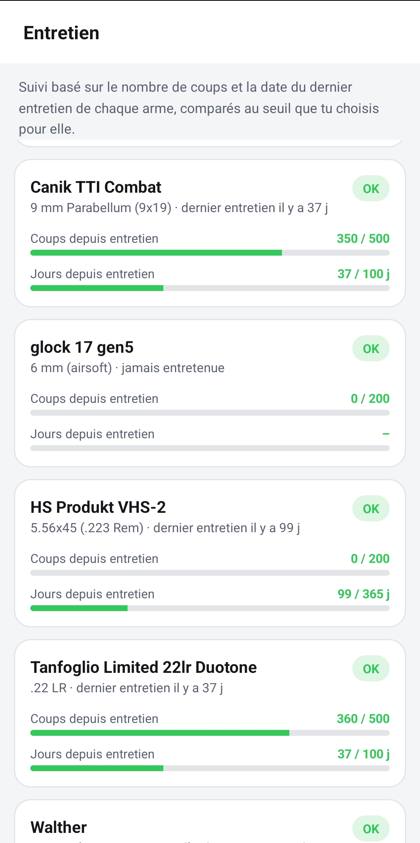 Entretien
Suivi basé sur le nombre de coups et la date du dernier
entretien de chaque arme, comparés au seuil que tu choisis
pour elle.
Canik TTI Combat
OK
9 mm Parabellum (9x19) · dernier entretien il y a 37 j
Coups depuis entretien
350 / 500
Jours depuis entretien
37 / 100 j
glock 17 gen5
OK
6 mm (airsoft) · jamais entretenue
Coups depuis entretien
0 / 200
Jours depuis entretien
–
HS Produkt VHS-2
OK
5.56x45 (.223 Rem) · dernier entretien il y a 99 j
Coups depuis entretien
0 / 200
Jours depuis entretien
99 / 365 j
Tanfoglio Limited 22lr Duotone
OK
.22 LR · dernier entretien il y a 37 j
Coups depuis entretien
360 / 500
Jours depuis entretien
37 / 100 j
Walther
OK